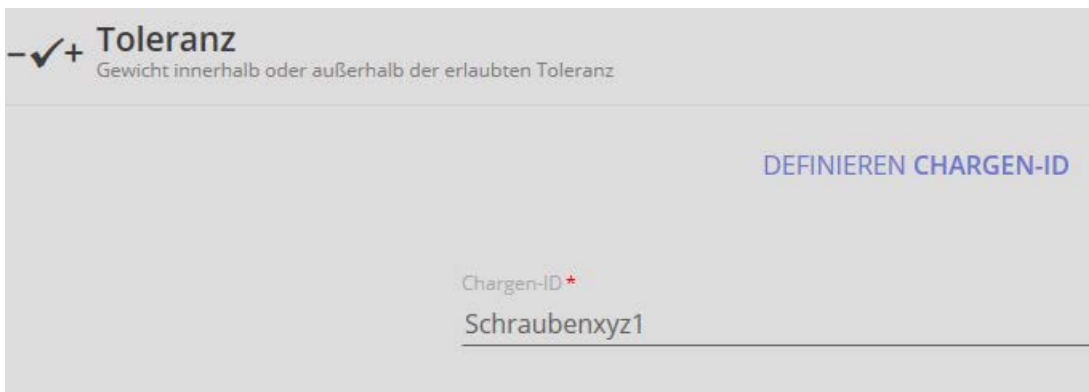 Toleranz
Gewicht innerhalb oder außerhalb der erlaubten Toleranz
DEFINIEREN CHARGEN-ID
Chargen-ID *
Schraubenxyz1